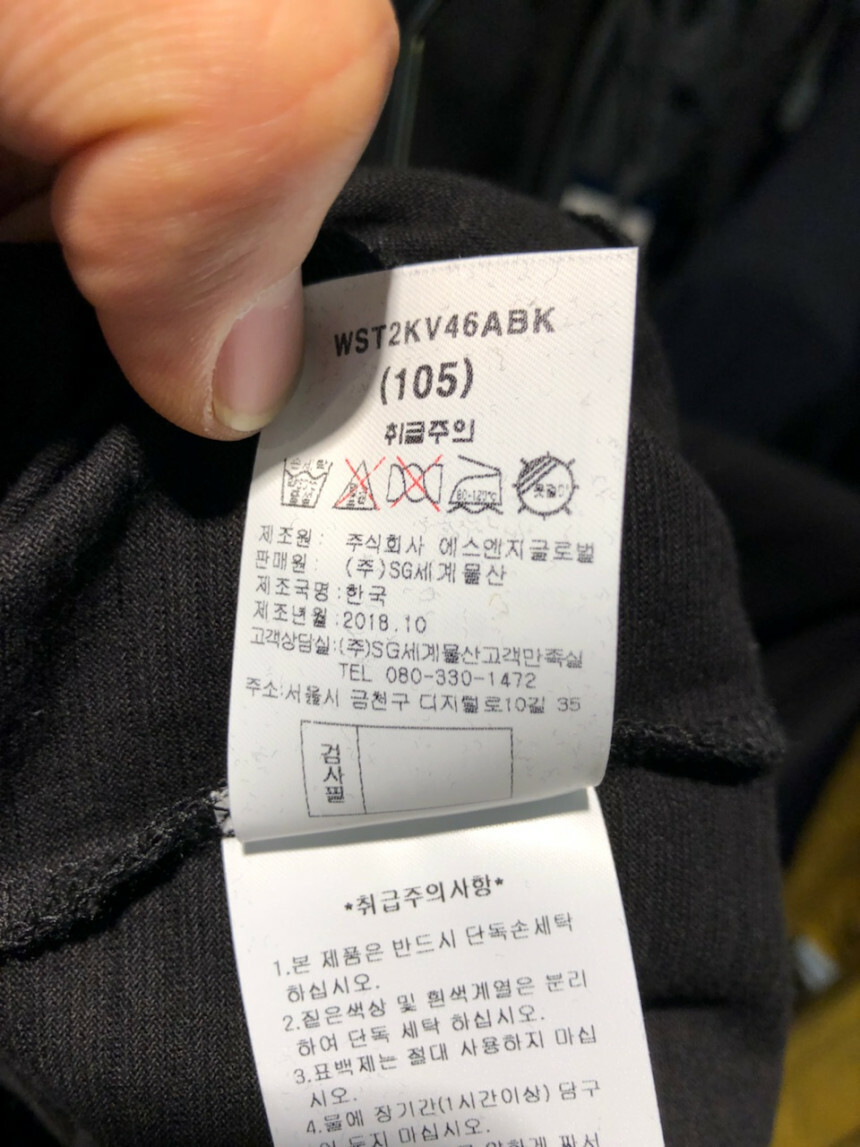 WST2KV46ABK
(105)
취급주의
80~120℃
옷걸이
제조원 : 주식회사 에스엔지글로벌
판매원 : (주)SG세계물산
제조국명 : 한국
제조년월 : 2018.10
고객상담실:(주)SG세계물산고객만족실
TEL 080-330-1472
주소:서울시 금천구 디지털로10길 35
검사필
*취급주의사항*
1.본 제품은 반드시 단독손세탁
하십시오.
2.짙은색상 및 흰색계열은 분리
하여 단독 세탁 하십시오.
3.표백제는 절대 사용하지 마십
시오.
4.물에 장기간(1시간이상) 담구
어 두지 마십시오.